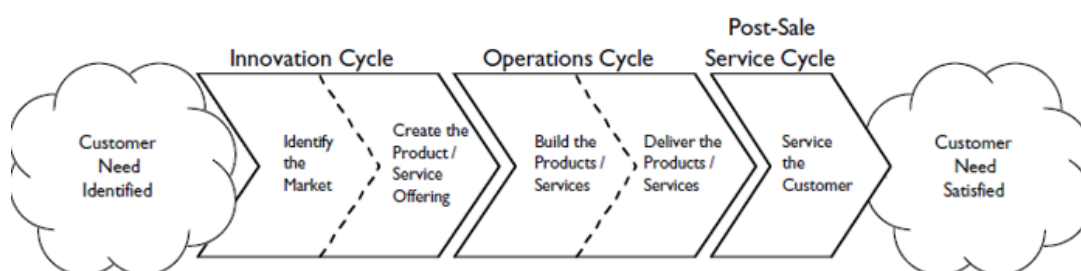 Innovation Cycle
Operations Cycle
Post-Sale
Service Cycle
Customer
Need
Identified
Identify
the
Market
Create the
Product /
Service
Offering
Build the
Products /
Services
Deliver the
Products /
Services
Service
the
Customer
Customer
Need
Satisfied